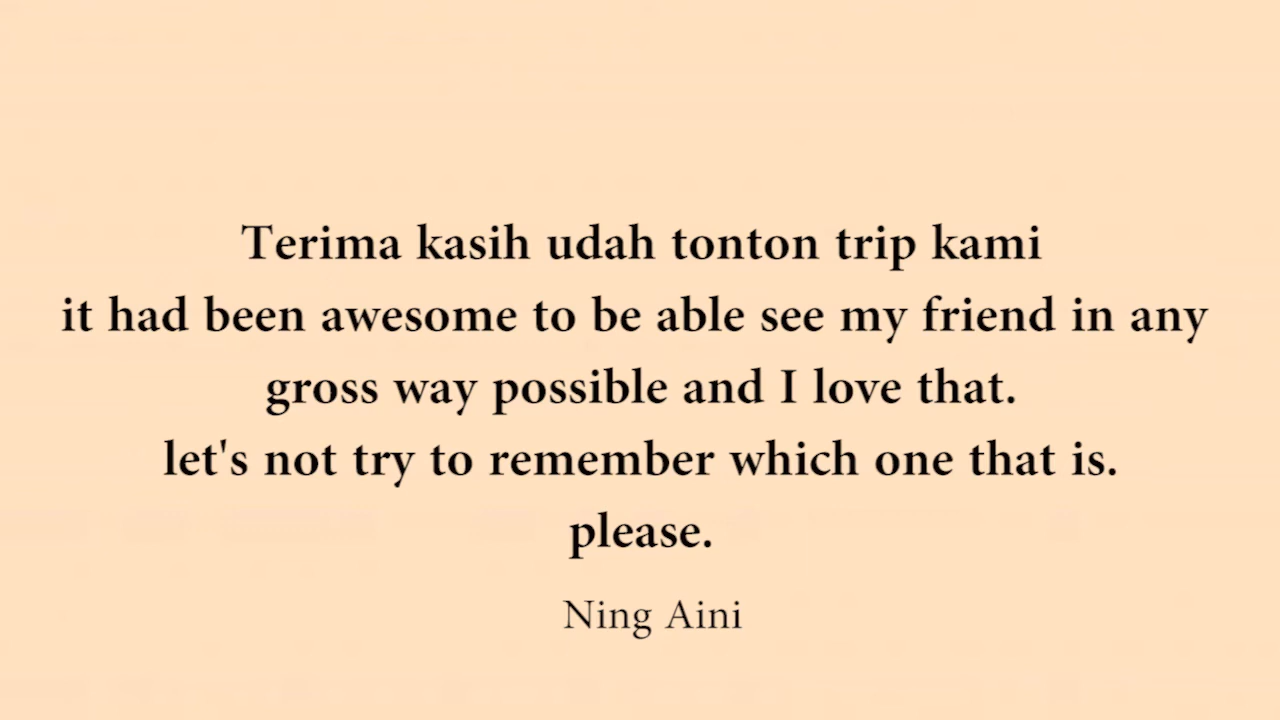 Terima kasih udah tonton trip kami
it had been awesome to be able see my friend in any
gross way possible and I love that.
let's not try to remember which one that is.
please.
Ning Aini